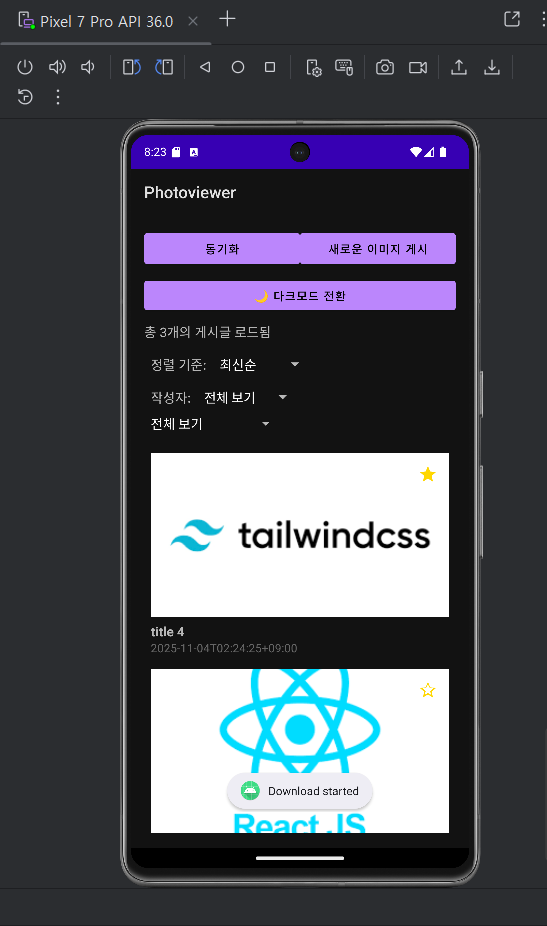 Pixel 7 Pro API 36.0
8:23
Photoviewer
동기화
새로운 이미지 게시
🌙 다크모드 전환
총 3개의 게시글 로드됨
정렬 기준: 최신순
작성자: 전체 보기
전체 보기
tailwindcss
title 4
2025-11-04T02:24:25+09:00
Download started
React JS